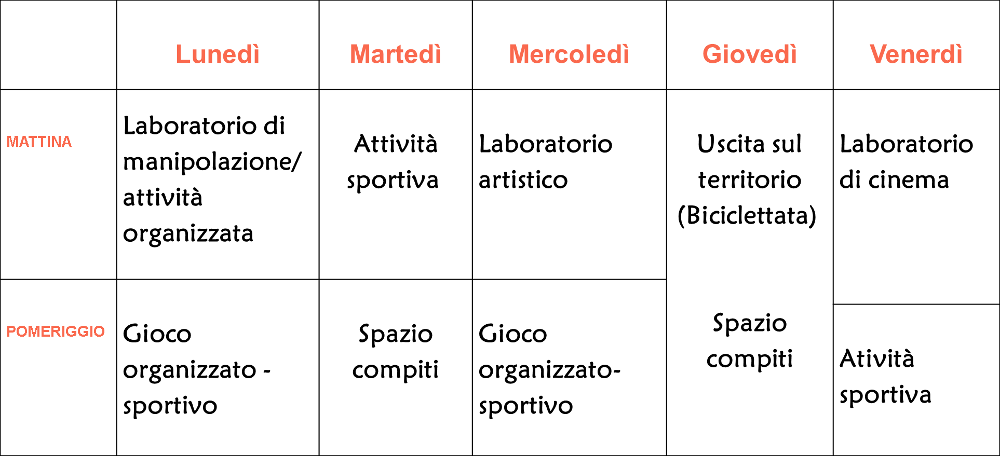 Lunedì
Martedì
Mercoledì
Giovedì
Venerdì
MATTINA
Laboratorio di
manipolazione/
attività
organizzata
Attività
sportiva
Laboratorio
artistico
Uscita sul
territorio
(Biciclettata)
Laboratorio
di cinema
POMERIGGIO
Gioco
organizzato -
sportivo
Spazio
compiti
Gioco
organizzato-
sportivo
Spazio
compiti
Atività
sportiva